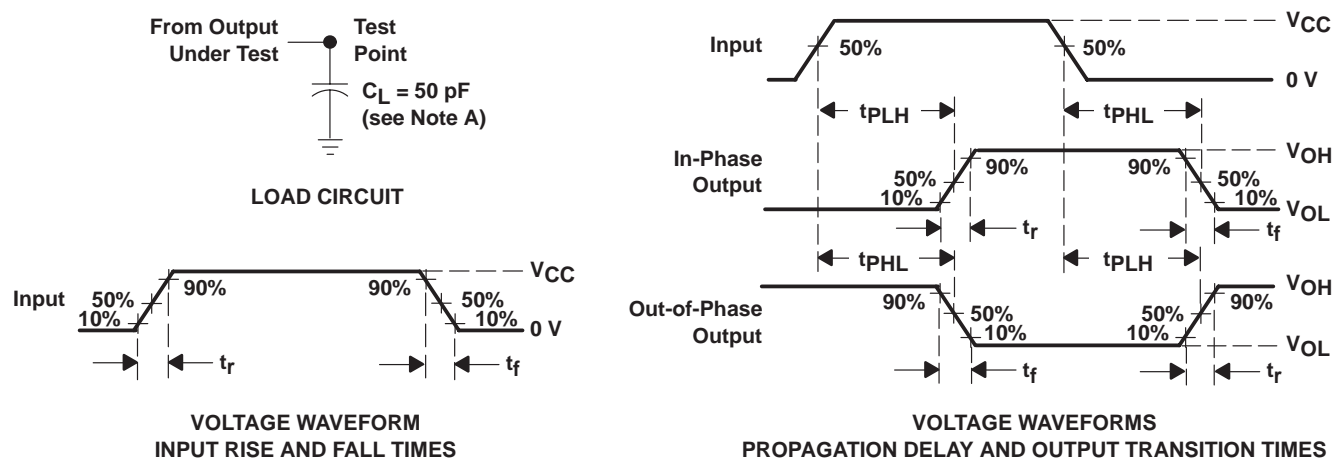 From Output
Under Test
Test
Point
CL = 50 pF
(see Note A)
LOAD CIRCUIT
Input
50%
10%
90%
90%
50%
10%
VCC
0 V
tr
tf
VOLTAGE WAVEFORM
INPUT RISE AND FALL TIMES
Input
50%
50%
VCC
0 V
tPLH
tPHL
In-Phase
Output
50%
10%
90%
90%
50%
10%
VOH
VOL
tr
tf
tPHL
tPLH
Out-of-Phase
Output
90%
50%
10%
50%
10%
90%
VOH
VOL
tf
tr
VOLTAGE WAVEFORMS
PROPAGATION DELAY AND OUTPUT TRANSITION TIMES